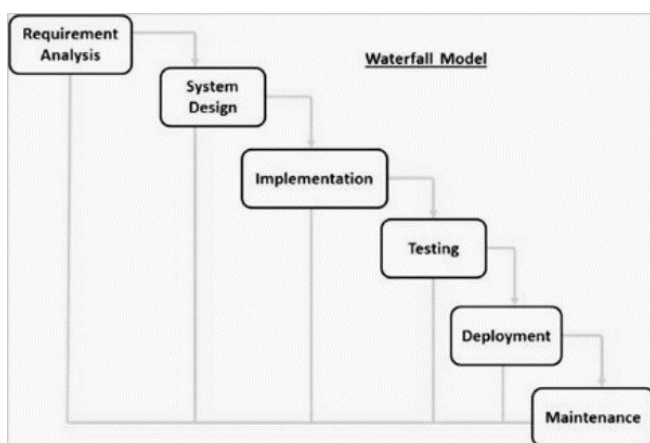 Requirement
Analysis
Waterfall Model
System
Design
Implementation
Testing
Deployment
Maintenance